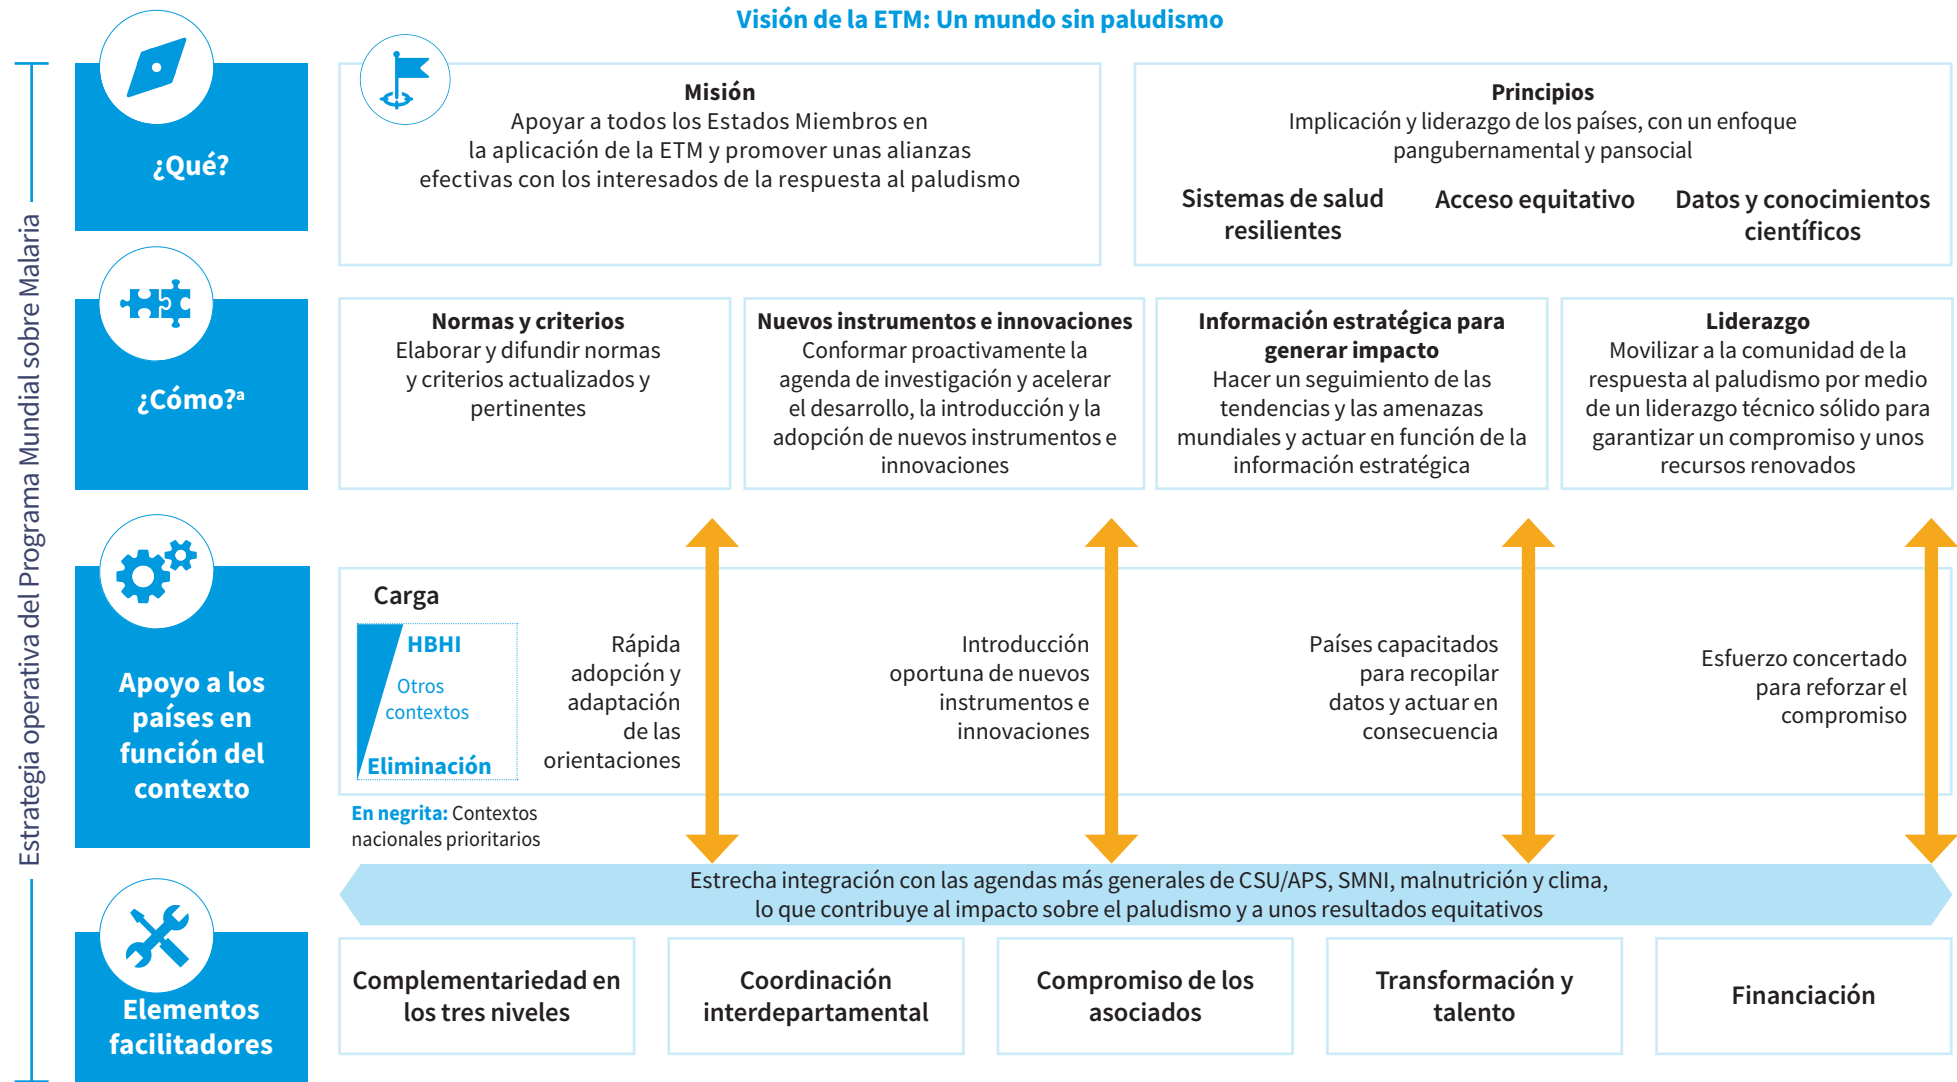 Visión de la ETM: Un mundo sin paludismo
Estrategia operativa del Programa Mundial sobre Malaria
¿Qué?
Misión
Apoyar a todos los Estados Miembros en
la aplicación de la ETM y promover unas alianzas
efectivas con los interesados de la respuesta al paludismo
Principios
Implicación y liderazgo de los países, con un enfoque
pangubernamental y pansocial
Sistemas de salud
resilientes
Acceso equitativo
Datos y conocimientos
científicos
¿Cómo?ª
Normas y criterios
Elaborar y difundir normas
y criterios actualizados y
pertinentes
Nuevos instrumentos e innovaciones
Conformar proactivamente la
agenda de investigación y acelerar
el desarrollo, la introducción y la
adopción de nuevos instrumentos e
innovaciones
Información estratégica para
generar impacto
Hacer un seguimiento de las
tendencias y las amenazas
mundiales y actuar en función de la
información estratégica
Liderazgo
Movilizar a la comunidad de la
respuesta al paludismo por medio
de un liderazgo técnico sólido para
garantizar un compromiso y unos
recursos renovados
Apoyo a los
países en
función del
contexto
Carga
HBHI
Otros
contextos
Eliminación
En negrita: Contextos
nacionales prioritarios
Rápida
adopción y
adaptación
de las
orientaciones
Introducción
oportuna de nuevos
instrumentos e
innovaciones
Países capacitados
para recopilar
datos y actuar en
consecuencia
Esfuerzo concertado
para reforzar el
compromiso
Estrecha integración con las agendas más generales de CSU/APS, SMNI, malnutrición y clima,
lo que contribuye al impacto sobre el paludismo y a unos resultados equitativos
Elementos
facilitadores
Complementariedad en
los tres niveles
Coordinación
interdepartamental
Compromiso de los
asociados
Transformación y
talento
Financiación